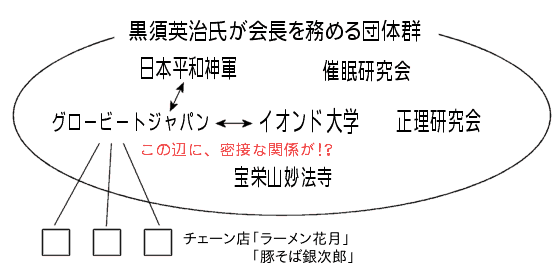 黒須英治氏が会長を務める団体群
日本平和神軍 催眠研究会
グロービートジャパン イオンド大学 正理研究会
この辺に、密接な関係が!?
宝栄山妙法寺
チェーン店「ラーメン花月」
「豚そば銀次郎」